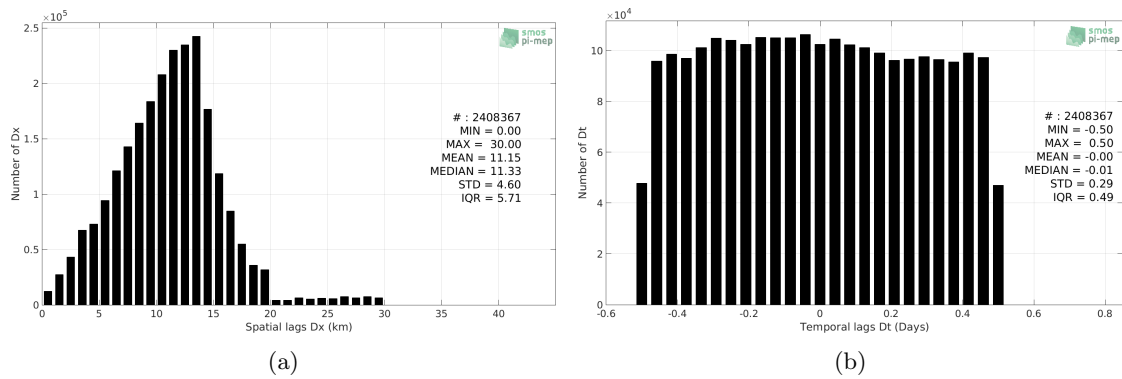 ×10⁵
2.5
2
1.5
1
0.5
0
0 5 10 15 20 25 30 35 40
Number of Dx
Spatial lags Dx (km)
smos
pi-mep
# : 2408367
MIN = 0.00
MAX = 30.00
MEAN = 11.15
MEDIAN = 11.33
STD = 4.60
IQR = 5.71
(a)
×10⁴
10
8
6
4
2
0
-0.6 -0.4 -0.2 0 0.2 0.4 0.6 0.8
Number of Dt
Temporal lags Dt (Days)
smos
pi-mep
# : 2408367
MIN = -0.50
MAX = 0.50
MEAN = -0.00
MEDIAN = -0.01
STD = 0.29
IQR = 0.49
(b)